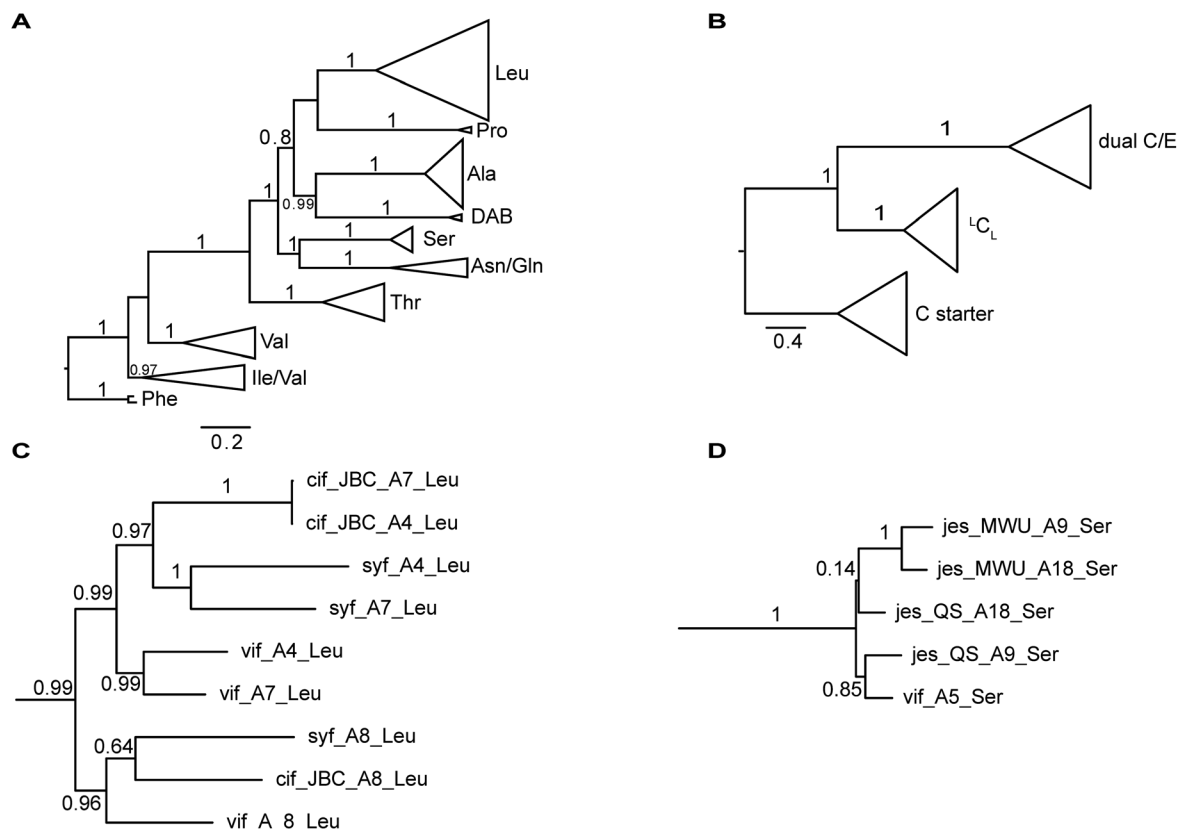 A
1
Leu
1
Pro
0.8
1
Ala
0.99
1
DAB
1
1
Ser
1
1
Asn/Gln
1
1
Thr
1
1
Val
0.97
Ile/Val
1
Phe
0.2
B
1
dual C/E
1
1
LCL
C starter
0.4
C
1
cif_JBC_A7_Leu
cif_JBC_A4_Leu
0.97
1
syf_A4_Leu
syf_A7_Leu
0.99
vif_A4_Leu
0.99
vif_A7_Leu
0.99
syf_A8_Leu
0.64
cif_JBC_A8_Leu
0.96
vif_A_8_Leu
D
jes_MWU_A9_Ser
1
jes_MWU_A18_Ser
0.14
jes_QS_A18_Ser
1
jes_QS_A9_Ser
0.85
vif_A5_Ser